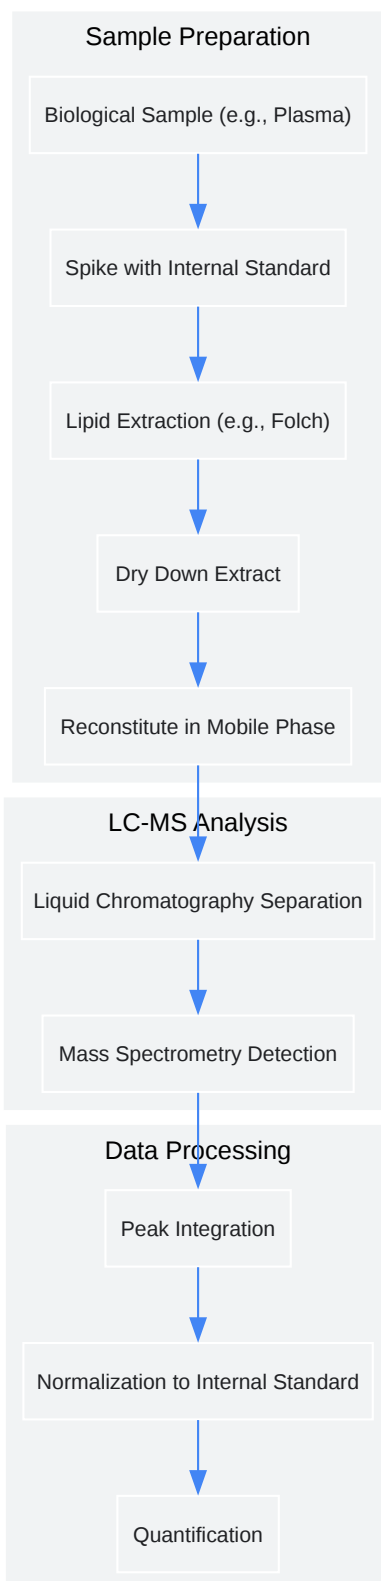 Sample Preparation
Biological Sample (e.g., Plasma)
Spike with Internal Standard
Lipid Extraction (e.g., Folch)
Dry Down Extract
Reconstitute in Mobile Phase
LC-MS Analysis
Liquid Chromatography Separation
Mass Spectrometry Detection
Data Processing
Peak Integration
Normalization to Internal Standard
Quantification